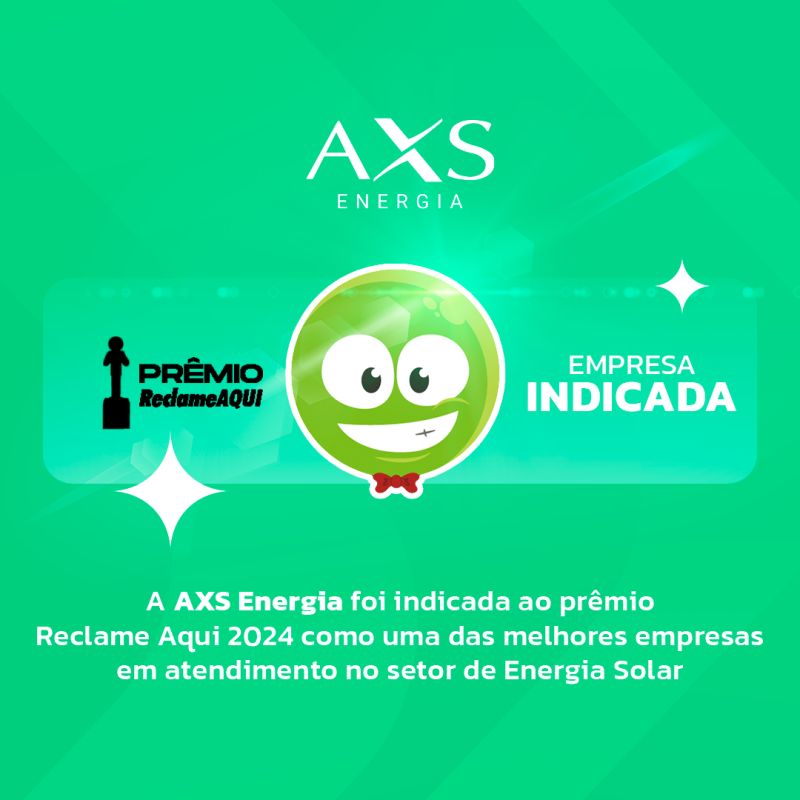 AXS
ENERGIA
PRÊMIO
ReclameAQUI
EMPRESA
INDICADA
A AXS Energia foi indicada ao prêmio
Reclame Aqui 2024 como uma das melhores empresas
em atendimento no setor de Energia Solar